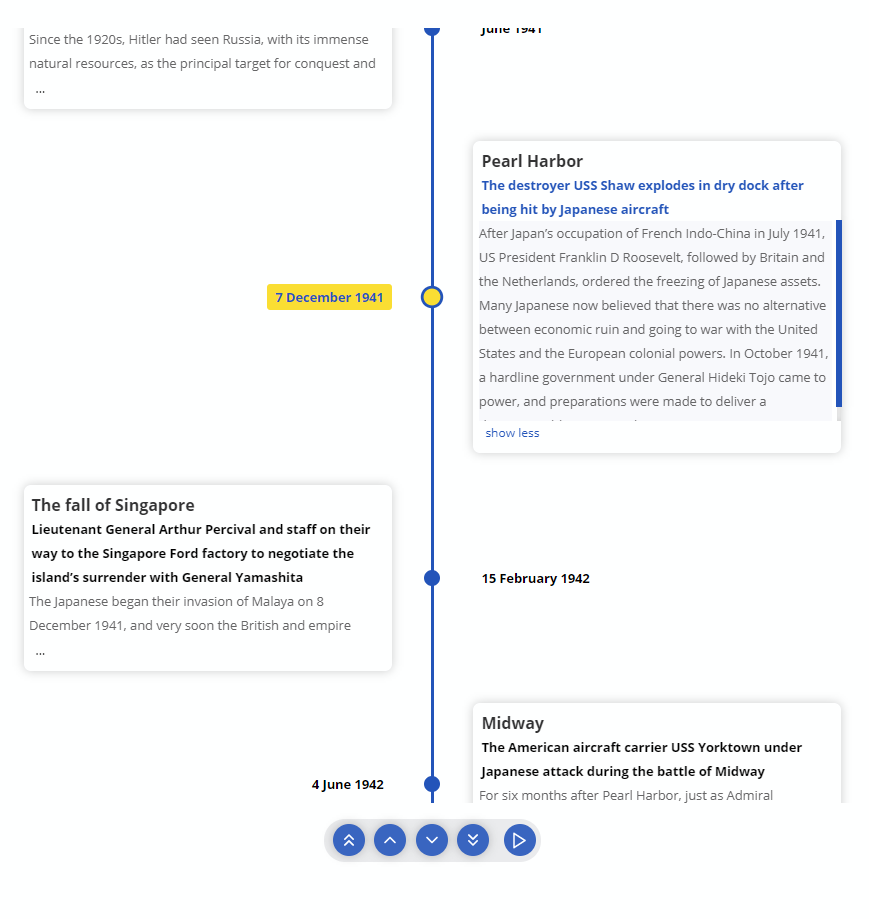 Since the 1920s, Hitler had seen Russia, with its immense
natural resources, as the principal target for conquest and
...
June 1941
Pearl Harbor
The destroyer USS Shaw explodes in dry dock after
being hit by Japanese aircraft
After Japan’s occupation of French Indo-China in July 1941,
US President Franklin D Roosevelt, followed by Britain and
the Netherlands, ordered the freezing of Japanese assets.
Many Japanese now believed that there was no alternative
between economic ruin and going to war with the United
States and the European colonial powers. In October 1941,
a hardline government under General Hideki Tojo came to
power, and preparations were made to deliver a
show less
7 December 1941
The fall of Singapore
Lieutenant General Arthur Percival and staff on their
way to the Singapore Ford factory to negotiate the
island’s surrender with General Yamashita
The Japanese began their invasion of Malaya on 8
December 1941, and very soon the British and empire
...
15 February 1942
Midway
The American aircraft carrier USS Yorktown under
Japanese attack during the battle of Midway
For six months after Pearl Harbor, just as Admiral
4 June 1942